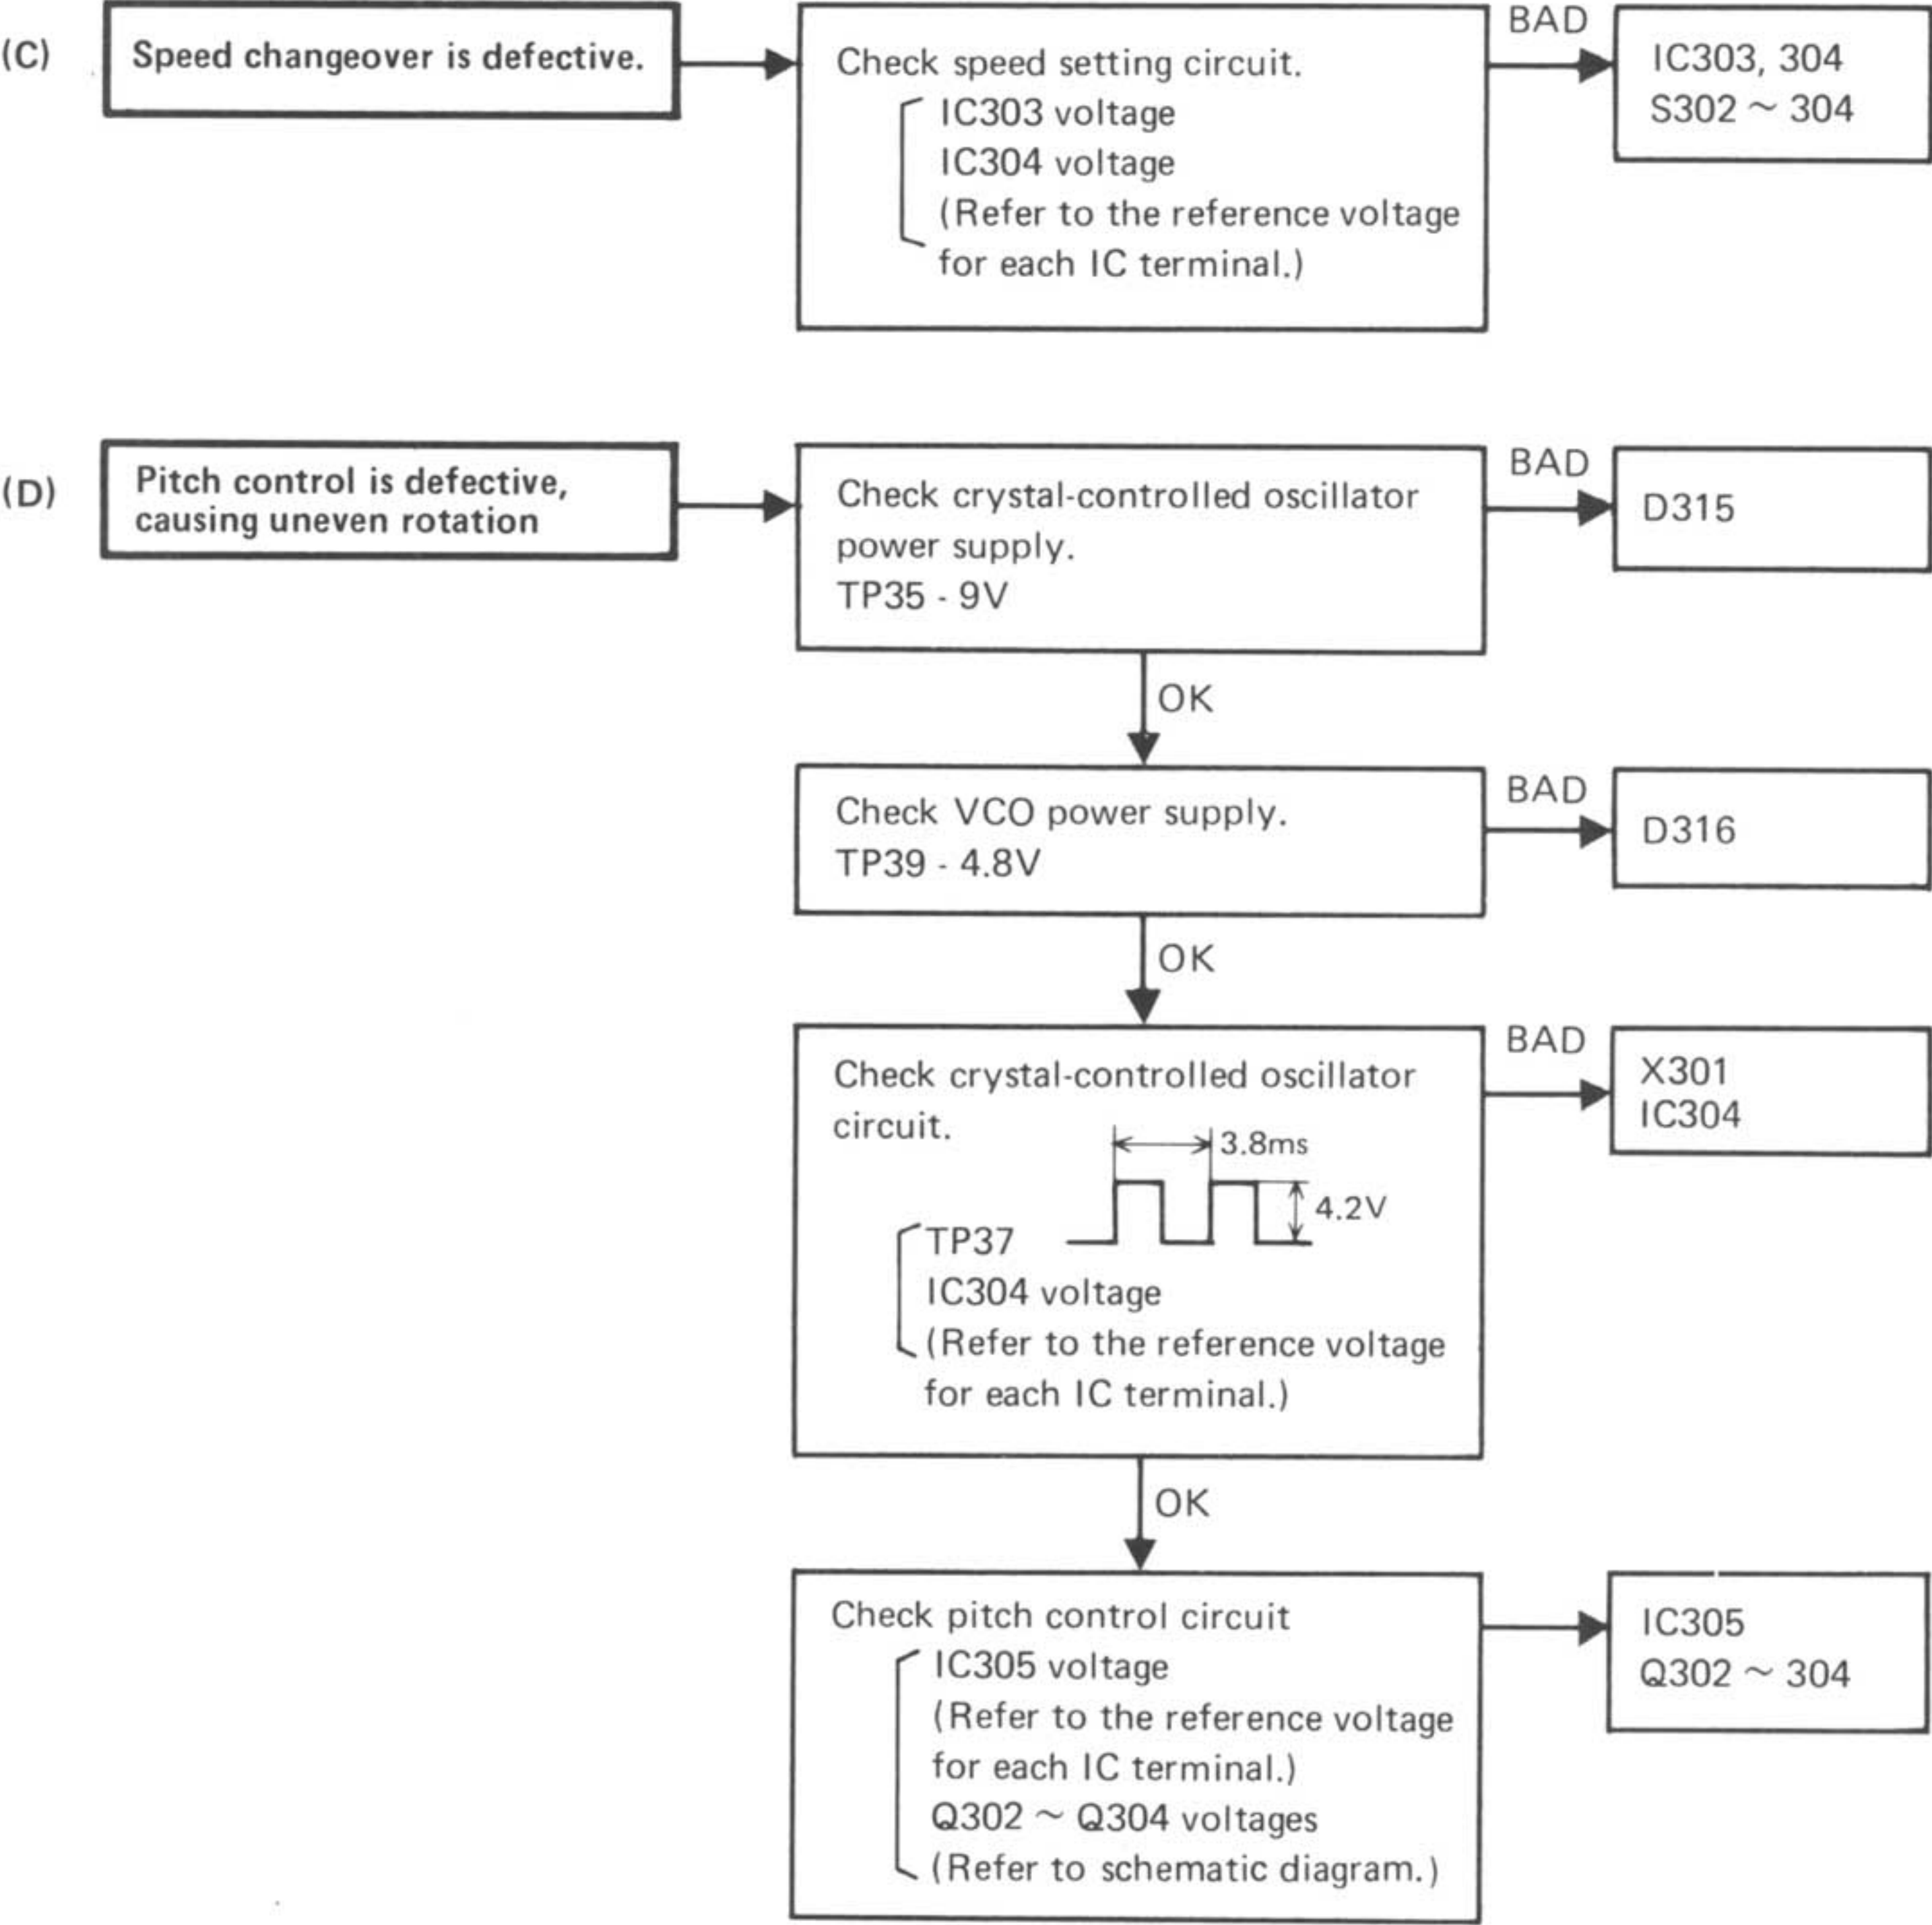 (C)
Speed changeover is defective.
Check speed setting circuit.
IC303 voltage
IC304 voltage
(Refer to the reference voltage
for each IC terminal.)
BAD
IC303, 304
S302 ~ 304
(D)
Pitch control is defective,
causing uneven rotation
Check crystal-controlled oscillator
power supply.
TP35 - 9V
BAD
D315
OK
Check VCO power supply.
TP39 - 4.8V
BAD
D316
OK
Check crystal-controlled oscillator
circuit.
3.8ms
4.2V
TP37
IC304 voltage
(Refer to the reference voltage
for each IC terminal.)
BAD
X301
IC304
OK
Check pitch control circuit
IC305 voltage
(Refer to the reference voltage
for each IC terminal.)
Q302 ~ Q304 voltages
(Refer to schematic diagram.)
IC305
Q302 ~ 304